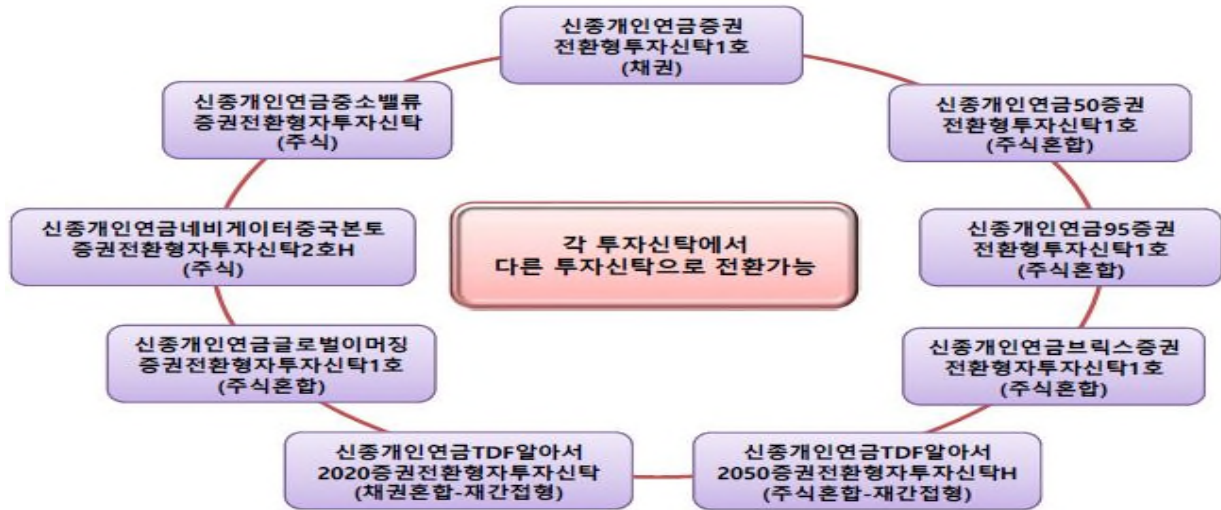 신종개인연금증권
전환형투자신탁1호
(채권)
신종개인연금50증권
전환형투자신탁1호
(주식혼합)
신종개인연금95증권
전환형투자신탁1호
(주식혼합)
신종개인연금브릭스증권
전환형자투자신탁1호
(주식혼합)
신종개인연금TDF알아서
2050증권전환형자투자신탁H
(주식혼합-재간접형)
신종개인연금TDF알아서
2020증권전환형자투자신탁
(채권혼합-재간접형)
신종개인연금글로벌이머징
증권전환형자투자신탁1호
(주식혼합)
신종개인연금네비게이터중국본토
증권전환형자투자신탁2호H
(주식)
신종개인연금중소밸류
증권전환형자투자신탁
(주식)
각 투자신탁에서
다른 투자신탁으로 전환가능